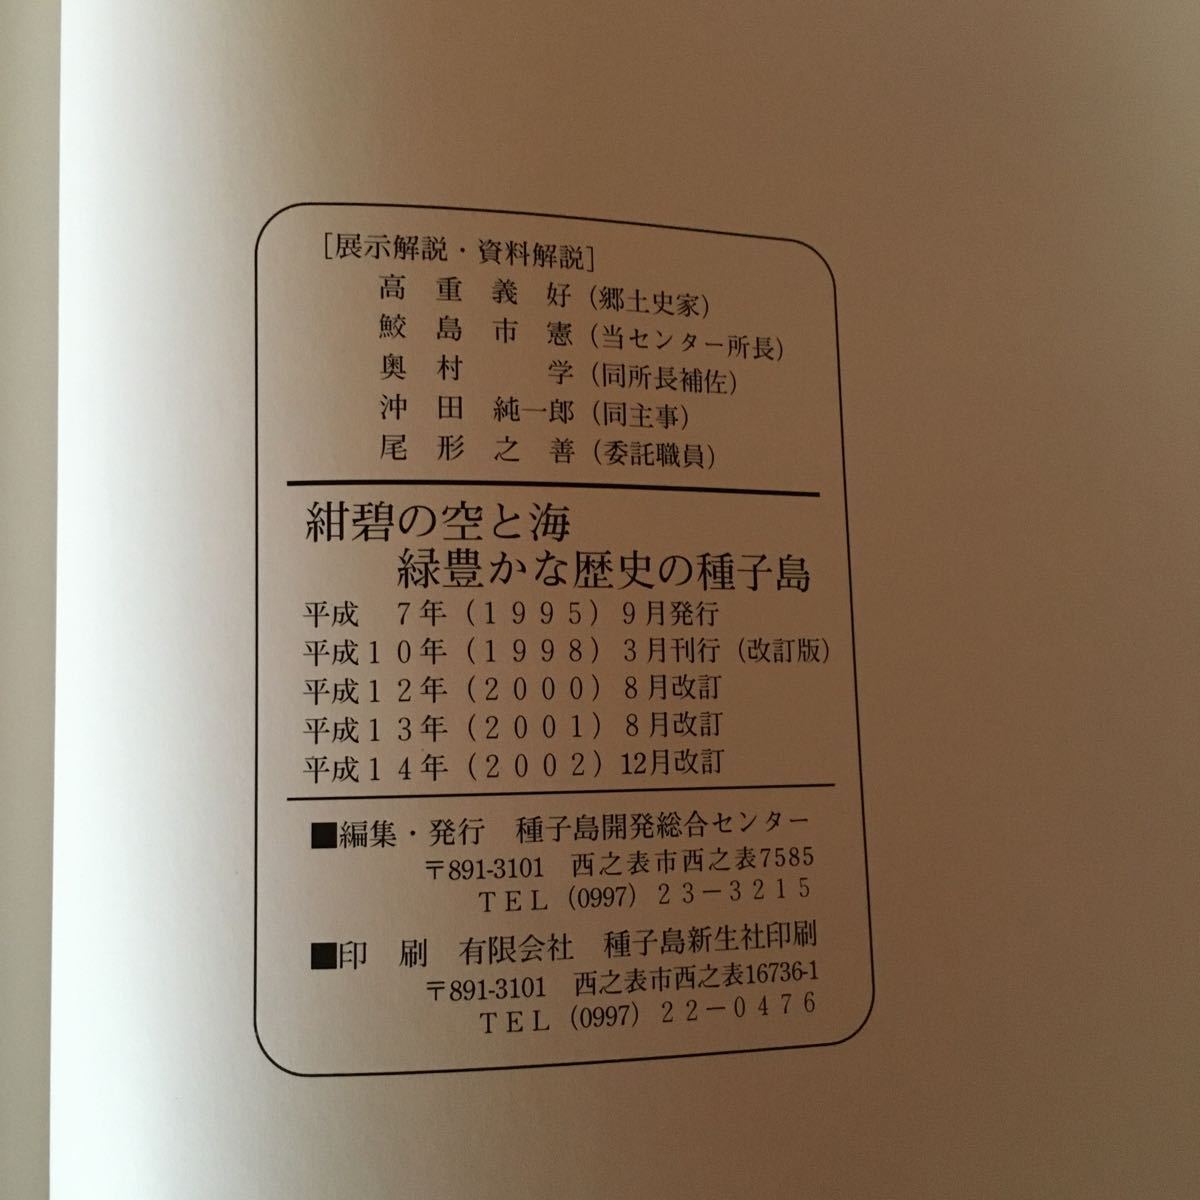 ［展示解説・資料解説］
高重義好（郷土史家）
鮫島市憲（当センター所長）
奥村　学（同所長補佐）
沖田純一郎（同主事）
尾形之善（委託職員）
紺碧の空と海
緑豊かな歴史の種子島
平成　７年（１９９５）９月発行
平成１０年（１９９８）３月刊行（改訂版）
平成１２年（２０００）８月改訂
平成１３年（２００１）８月改訂
平成１４年（２００２）12月改訂
■編集・発行　種子島開発総合センター
〒891-3101　西之表市西之表7585
ＴＥＬ（0997）２３－３２１５
■印　刷　有限会社　種子島新生社印刷
〒891-3101　西之表市西之表16736-1
ＴＥＬ（0997）２２－０４７６